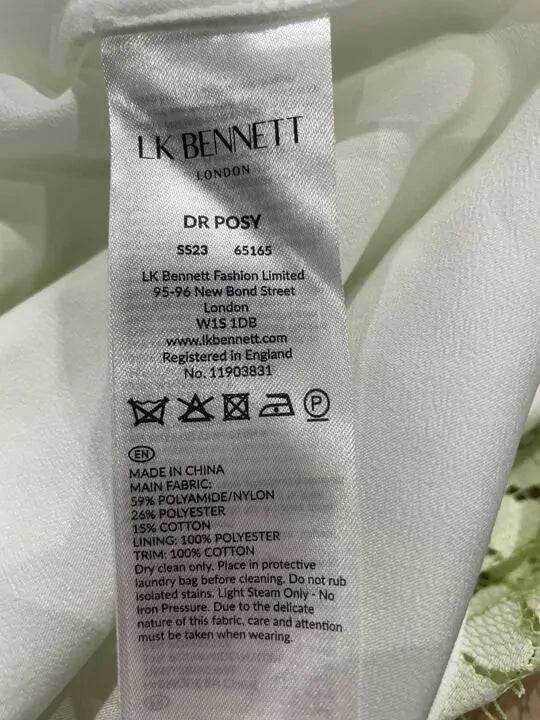 LK BENNETT
LONDON
DR POSY
SS23 65165
LK Bennett Fashion Limited
95-96 New Bond Street
London
W1S 1DB
www.lkbennett.com
Registered in England
No. 11903831
P
EN
MADE IN CHINA
MAIN FABRIC:
59% POLYAMIDE/NYLON
26% POLYESTER
15% COTTON
LINING: 100% POLYESTER
TRIM: 100% COTTON
Dry clean only. Place in protective
laundry bag before cleaning. Do not rub
isolated stains. Light Steam Only - No
Iron Pressure. Due to the delicate
nature of this fabric, care and attention
must be taken when wearing.